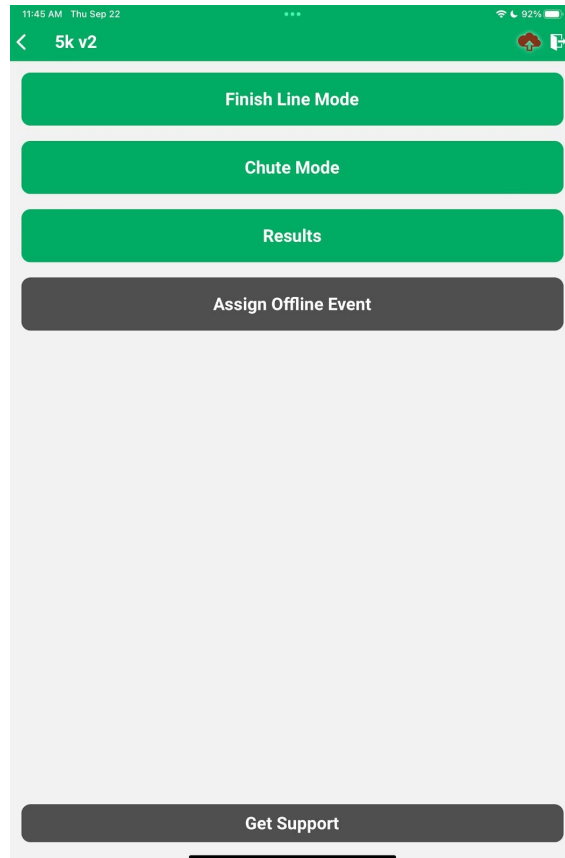 11:45 AM Thu Sep 22
92%
5k v2
Finish Line Mode
Chute Mode
Results
Assign Offline Event
Get Support